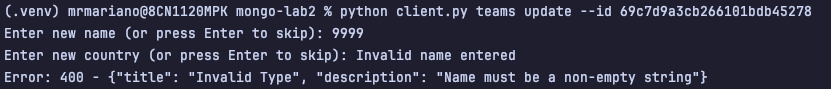 (.venv) mrmariano@8CN1120MPK mongo-lab2 % python client.py teams update --id 69c7d9a3cb266101bdb45278
Enter new name (or press Enter to skip): 9999
Enter new country (or press Enter to skip): Invalid name entered
Error: 400 - {"title": "Invalid Type", "description": "Name must be a non-empty string"}